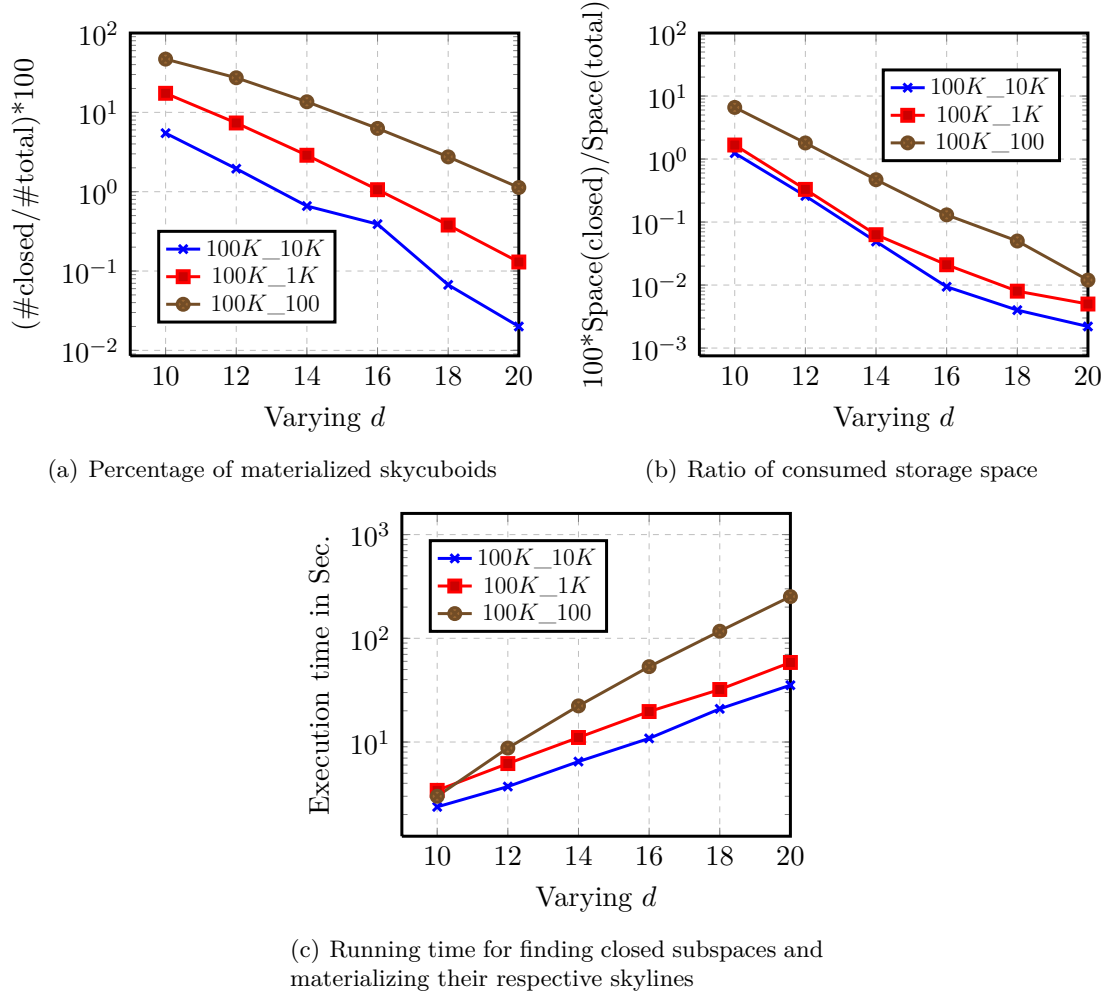 (#closed/#total)*100
10^2
10^1
10^0
10^{-1}
10^{-2}
100K_10K
100K_1K
100K_100
10 12 14 16 18 20
Varying d
(a) Percentage of materialized skycuboids
100*Space(closed)/Space(total)
10^2
10^1
10^0
10^{-1}
10^{-2}
10^{-3}
100K_10K
100K_1K
100K_100
10 12 14 16 18 20
Varying d
(b) Ratio of consumed storage space
Execution time in Sec.
10^3
10^2
10^1
100K_10K
100K_1K
100K_100
10 12 14 16 18 20
Varying d
(c) Running time for finding closed subspaces and
materializing their respective skylines